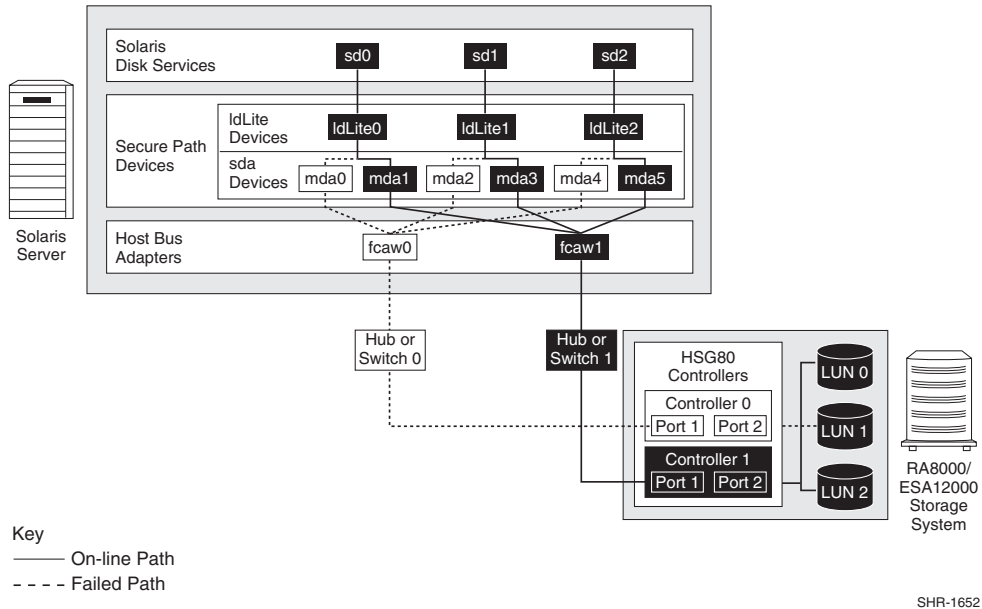 Solaris
Disk Services
sd0
sd1
sd2
Secure Path
Devices
ldLite
Devices
ldLite0
ldLite1
ldLite2
sda
Devices
mda0
mda1
mda2
mda3
mda4
mda5
Solaris
Server
Host Bus
Adapters
fcaw0
fcaw1
Hub or
Switch 0
Hub or
Switch 1
HSG80
Controllers
Controller 0
Port 1
Port 2
Controller 1
Port 1
Port 2
LUN 0
LUN 1
LUN 2
RA8000/
ESA12000
Storage
System
Key
On-line Path
Failed Path
SHR-1652